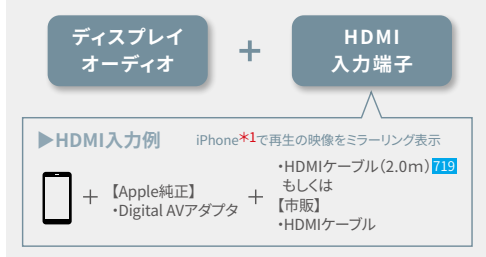 ディスプレイ
オーディオ
+
HDMI
入力端子
▶HDMI入力例
iPhone*1で再生の映像をミラーリング表示
+
【Apple純正】
・Digital AVアダプタ
+
・HDMIケーブル(2.0m) 719
もしくは
【市販】
・HDMIケーブル